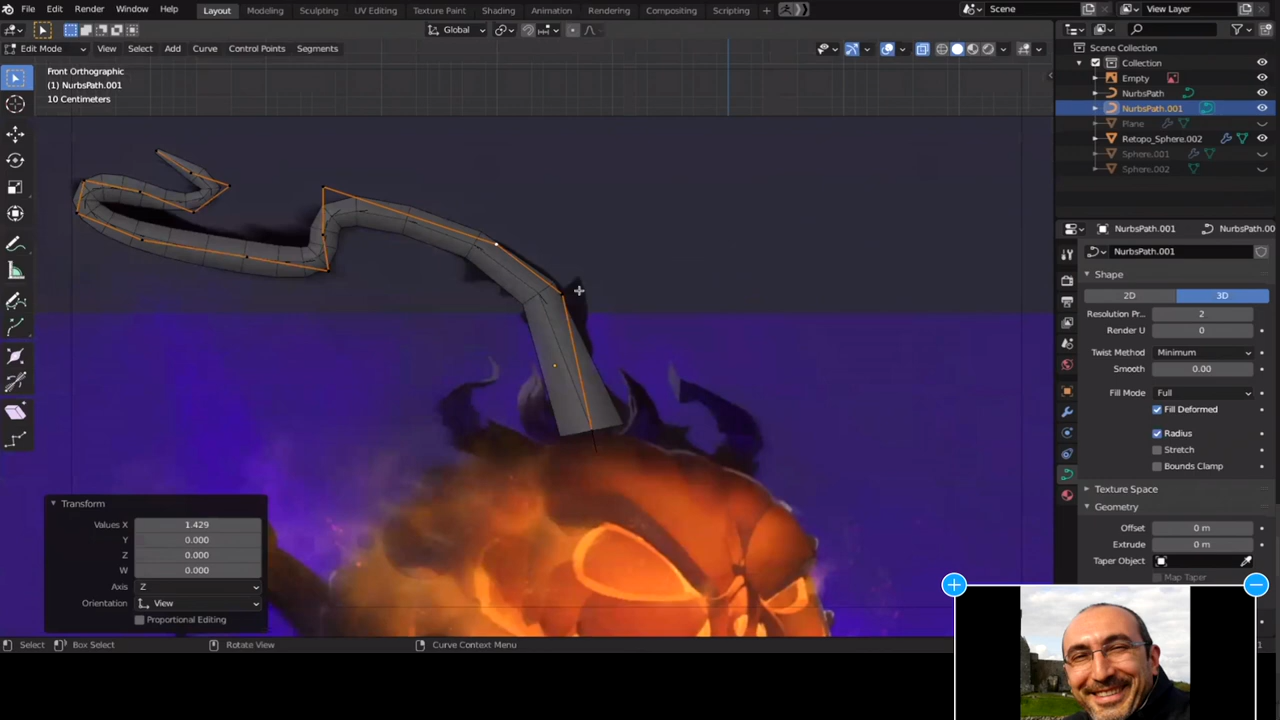 File Edit Render Window Help Layout Modeling Sculpting UV Editing Texture Paint Shading Animation Rendering Compositing Scripting + Scene View Layer
Global
Edit Mode View Select Add Curve Control Points Segments
Front Orthographic
(1) NurbsPath.001
10 Centimeters
Scene Collection
Collection
Empty
NurbsPath
NurbsPath.001
Plane
Retopo_Sphere.002
Sphere.001
Sphere.002
NurbsPath.001 NurbsPath.00
NurbsPath.001
Shape
2D 3D
Resolution Pr... 2
Render U 0
Twist Method Minimum
Smooth 0.00
Fill Mode Full
Fill Deformed
Radius
Stretch
Bounds Clamp
Texture Space
Geometry
Offset 0 m
Extrude 0 m
Taper Object
Map Taper
Transform
Values X 1.429
Y 0.000
Z 0.000
W 0.000
Axis Z
Orientation View
Proportional Editing
Select Box Select Rotate View Curve Context Menu